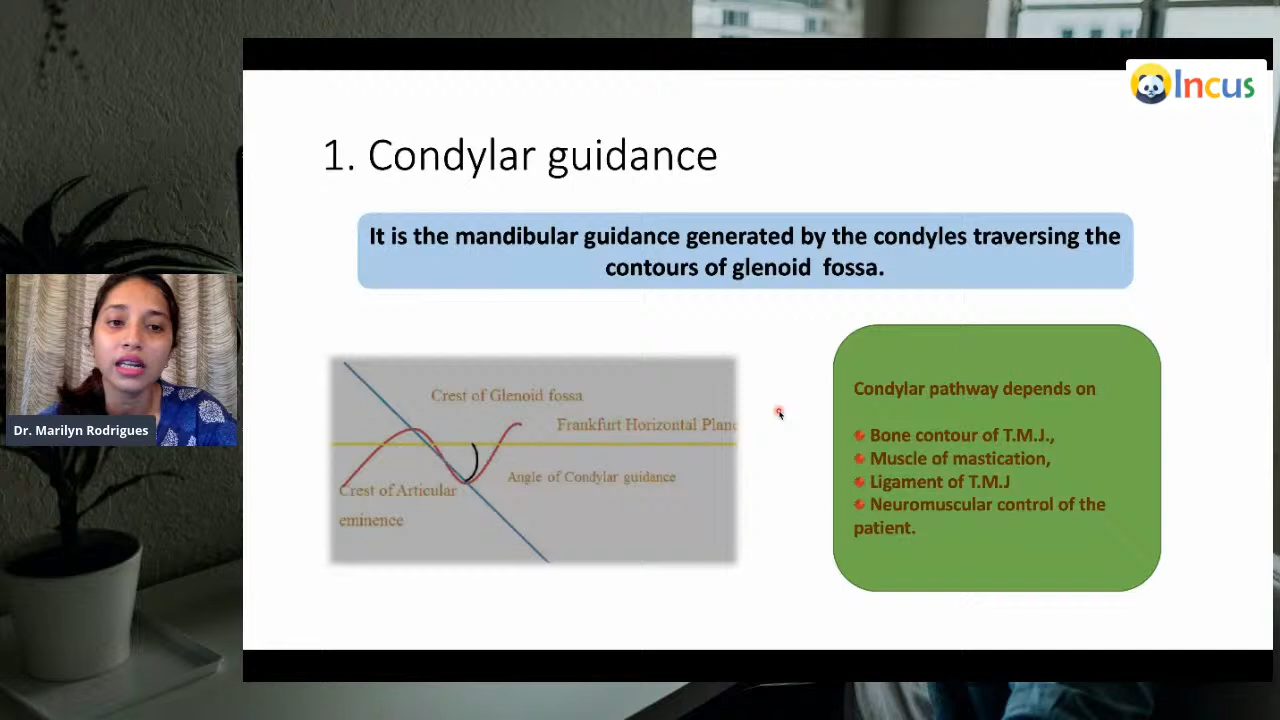 Incus
1. Condylar guidance
It is the mandibular guidance generated by the condyles traversing the
contours of glenoid fossa.
Crest of Glenoid fossa
Frankfurt Horizontal Plane
Angle of Condylar guidance
Crest of Articular
eminence
Condylar pathway depends on
Bone contour of T.M.J.,
Muscle of mastication,
Ligament of T.M.J
Neuromuscular control of the
patient.
Dr. Marilyn Rodrigues